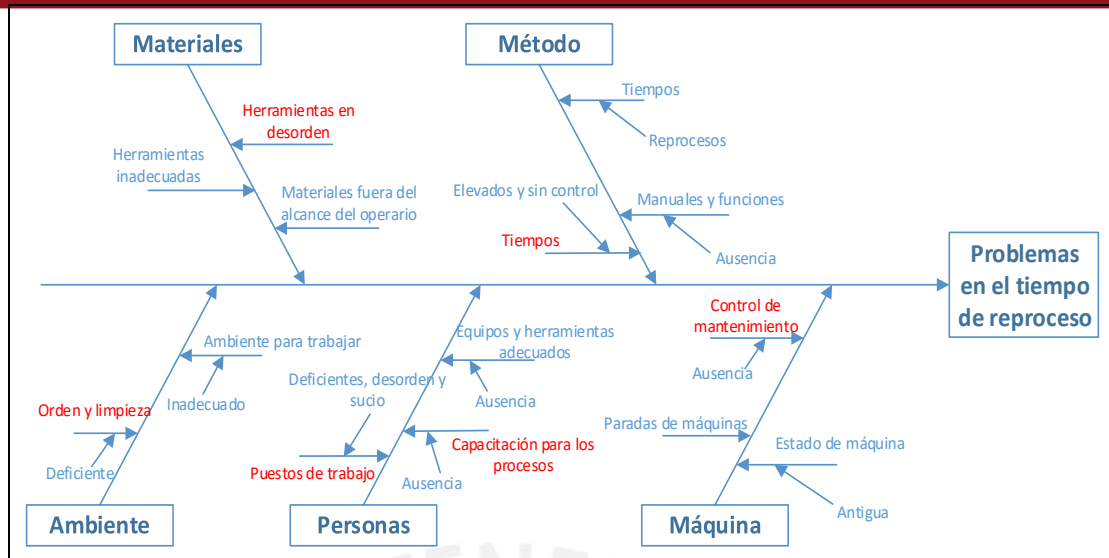 Materiales
Método
Herramientas en
desorden
Herramientas
inadecuadas
Materiales fuera del
alcance del operario
Tiempos
Reprocesos
Elevados y sin control
Manuales y funciones
Tiempos
Ausencia
Problemas
en el tiempo
de reproceso
Ambiente para trabajar
Inadecuado
Orden y limpieza
Deficiente
Equipos y herramientas
adecuados
Ausencia
Deficientes, desorden y
sucio
Capacitación para los
procesos
Ausencia
Puestos de trabajo
Control de
mantenimiento
Ausencia
Paradas de máquinas
Estado de máquina
Antigua
Ambiente
Personas
Máquina